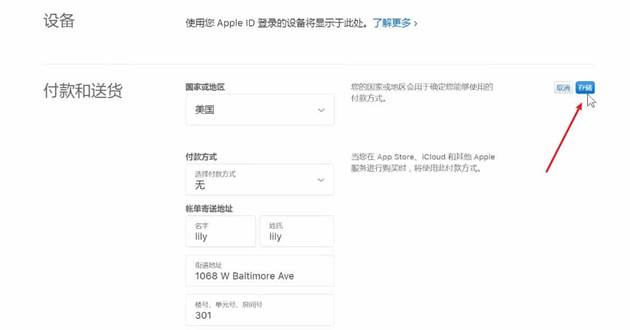 设备
使用您 Apple ID 登录的设备将显示于此处。了解更多 ›
付款和送货
国家或地区
美国
您的国家或地区会用于确定您能够使用的
付款方式。
取消
存储
付款方式
选择付款方式
无
当您在 App Store、iCloud 和其他 Apple
服务进行购买时，将使用此付款方式。
帐单寄送地址
名字
lily
姓氏
lily
街道地址
1068 W Baltimore Ave
楼号、单元号、房间号
301